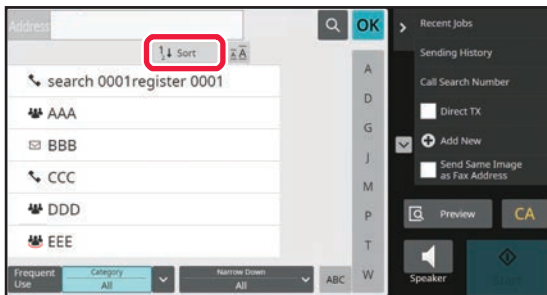 Address
OK
Recent Jobs
Sending History
Call Search Number
Direct TX
Add New
Send Same Image
as Fax Address
Preview
CA
Speaker
Start
Sort
search 0001register 0001
AAA
BBB
CCC
DDD
EEE
A
D
G
J
M
P
T
W
Frequent
Use
Category
All
Narrow Down
All
ABC